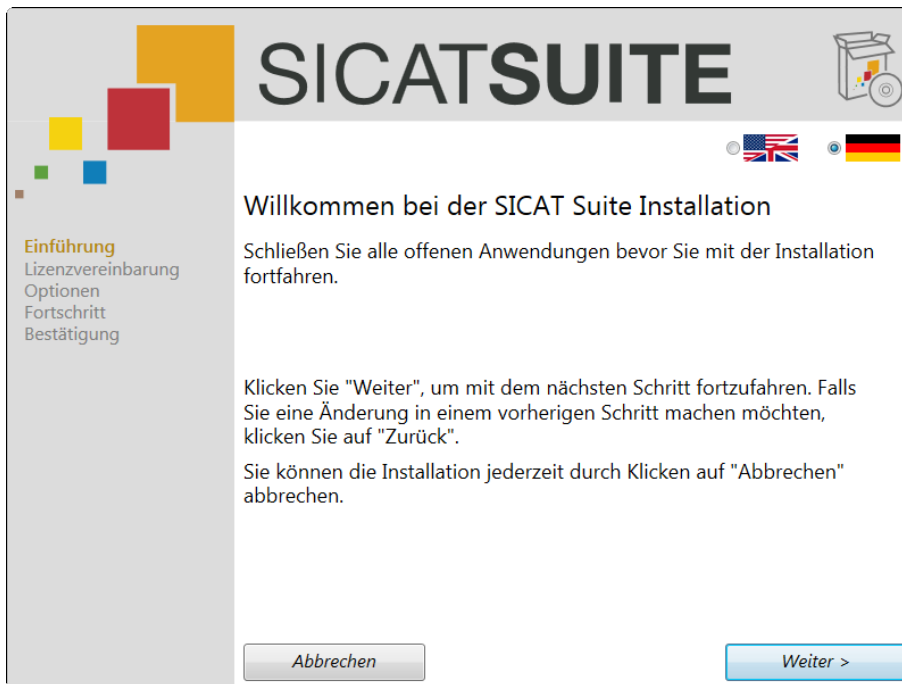 SICATSUITE
Einführung
Lizenzvereinbarung
Optionen
Fortschritt
Bestätigung
Willkommen bei der SICAT Suite Installation
Schließen Sie alle offenen Anwendungen bevor Sie mit der Installation
fortfahren.
Klicken Sie "Weiter", um mit dem nächsten Schritt fortzufahren. Falls
Sie eine Änderung in einem vorherigen Schritt machen möchten,
klicken Sie auf "Zurück".
Sie können die Installation jederzeit durch Klicken auf "Abbrechen"
abbrechen.
Abbrechen
Weiter >